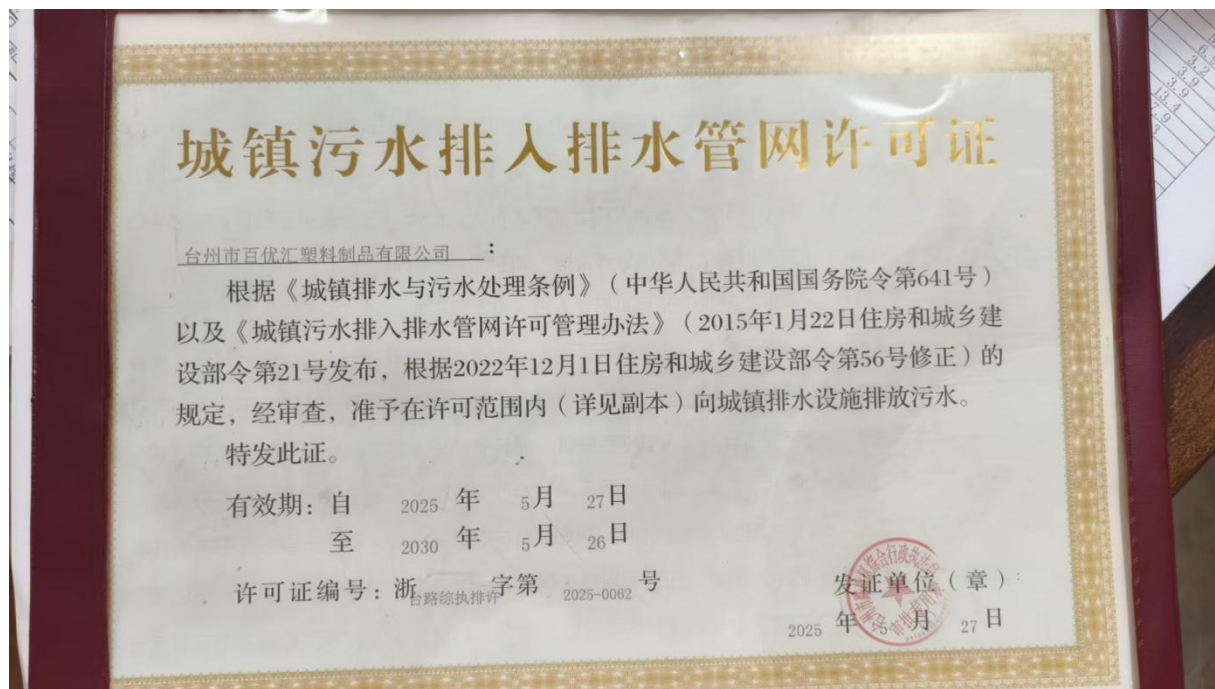 城镇污水排入排水管网许可证
台州市百优汇塑料制品有限公司：
根据《城镇排水与污水处理条例》（中华人民共和国国务院令第641号）
以及《城镇污水排入排水管网许可管理办法》（2015年1月22日住房和城乡建
设部令第21号发布，根据2022年12月1日住房和城乡建设部令第56号修正）的
规定，经审查，准予在许可范围内（详见副本）向城镇排水设施排放污水。
特发此证。
有效期：自 2025 年 5月 27日
至 2030 年 5月 26日
许可证编号：浙台路综执排许字第 2025-0062 号
发证单位（章）
2025 年 5 月 27 日